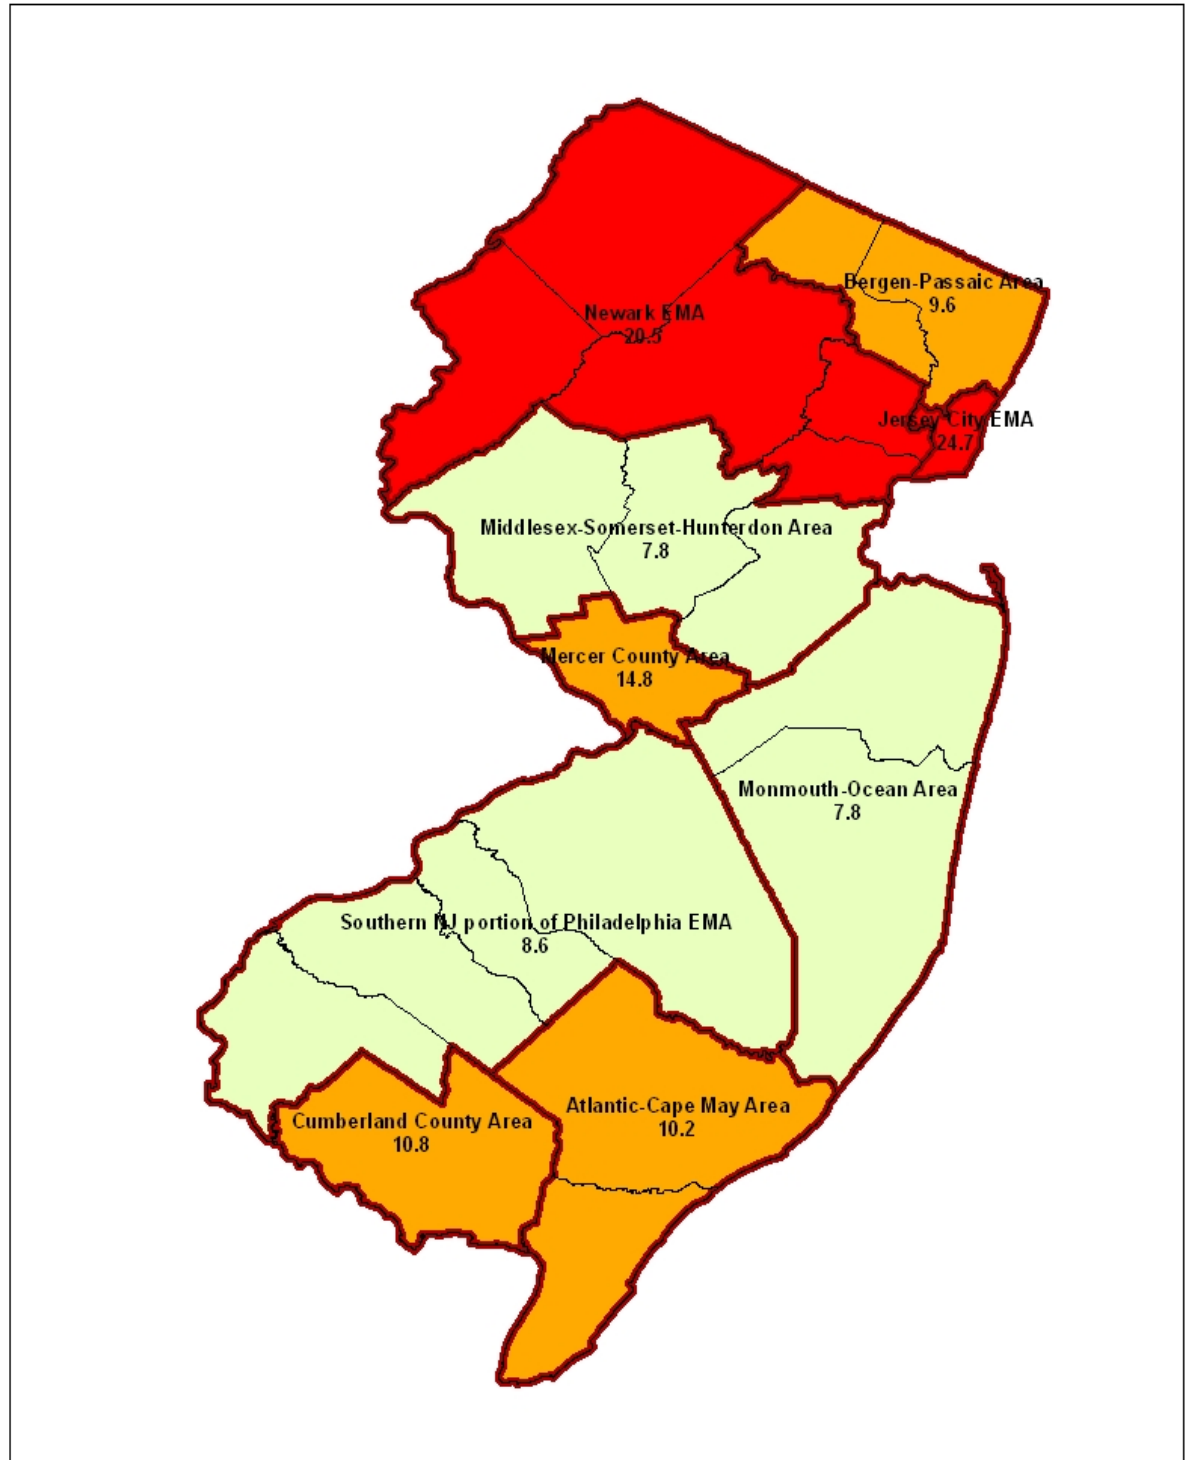 Bergen-Passaic Area
9.6
Newark EMA
20.5
Jersey City EMA
24.7
Middlesex-Somerset-Hunterdon Area
7.8
Mercer County Area
14.8
Monmouth-Ocean Area
7.8
Southern NJ portion of Philadelphia EMA
8.6
Atlantic-Cape May Area
10.2
Cumberland County Area
10.8